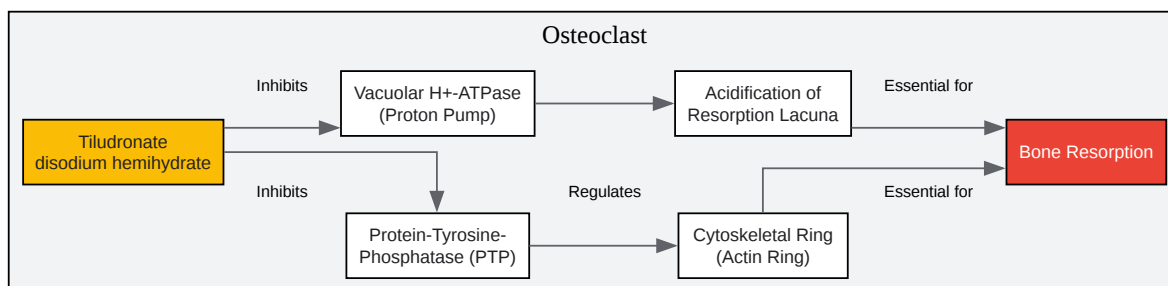 Osteoclast
Inhibits
Vacuolar H+-ATPase
(Proton Pump)
Acidification of
Resorption Lacuna
Essential for
Tiludronate
disodium hemihydrate
Bone Resorption
Inhibits
Protein-Tyrosine-
Phosphatase (PTP)
Regulates
Cytoskeletal Ring
(Actin Ring)
Essential for